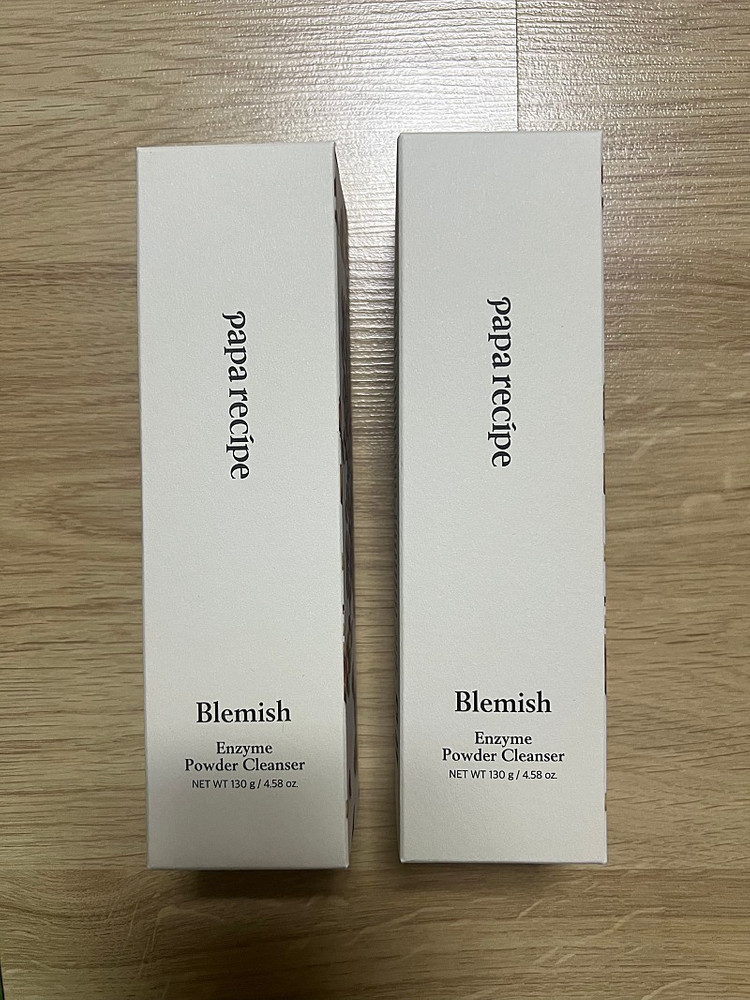 papa recipe
Blemish
Enzyme
Powder Cleanser
NET WT 130 g / 4.58 oz.
papa recipe
Blemish
Enzyme
Powder Cleanser
NET WT 130 g / 4.58 oz.